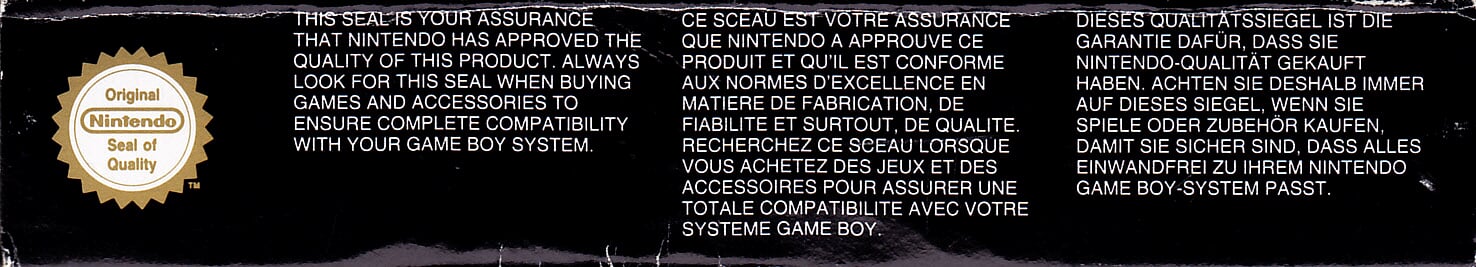 Original
Nintendo
Seal of
Quality
TM
THIS SEAL IS YOUR ASSURANCE
THAT NINTENDO HAS APPROVED THE
QUALITY OF THIS PRODUCT. ALWAYS
LOOK FOR THIS SEAL WHEN BUYING
GAMES AND ACCESSORIES TO
ENSURE COMPLETE COMPATIBILITY
WITH YOUR GAME BOY SYSTEM.
CE SCEAU EST VOTRE ASSURANCE
QUE NINTENDO A APPROUVE CE
PRODUIT ET QU'IL EST CONFORME
AUX NORMES D'EXCELLENCE EN
MATIERE DE FABRICATION, DE
FIABILITE ET SURTOUT, DE QUALITE.
RECHERCHEZ CE SCEAU LORSQUE
VOUS ACHETEZ DES JEUX ET DES
ACCESSOIRES POUR ASSURER UNE
TOTALE COMPATIBILITE AVEC VOTRE
SYSTEME GAME BOY.
DIESES QUALITÄTSSIEGEL IST DIE
GARANTIE DAFÜR, DASS SIE
NINTENDO-QUALITÄT GEKAUFT
HABEN. ACHTEN SIE DESHALB IMMER
AUF DIESES SIEGEL, WENN SIE
SPIELE ODER ZUBEHÖR KAUFEN,
DAMIT SIE SICHER SIND, DASS ALLES
EINWANDFREI ZU IHREM NINTENDO
GAME BOY-SYSTEM PASST.